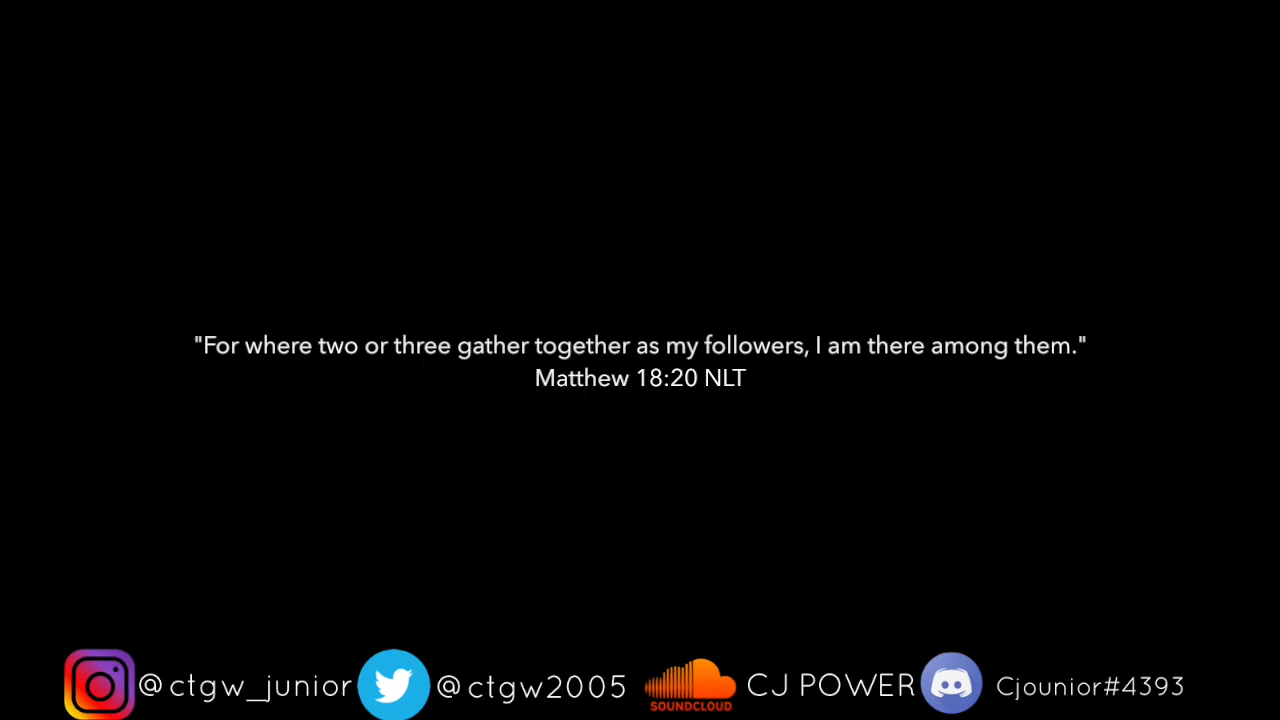 "For where two or three gather together as my followers, I am there among them."
Matthew 18:20 NLT
@ctgw_junior @ctgw2005 SOUNDCLOUD CJ POWER Cjounior#4393